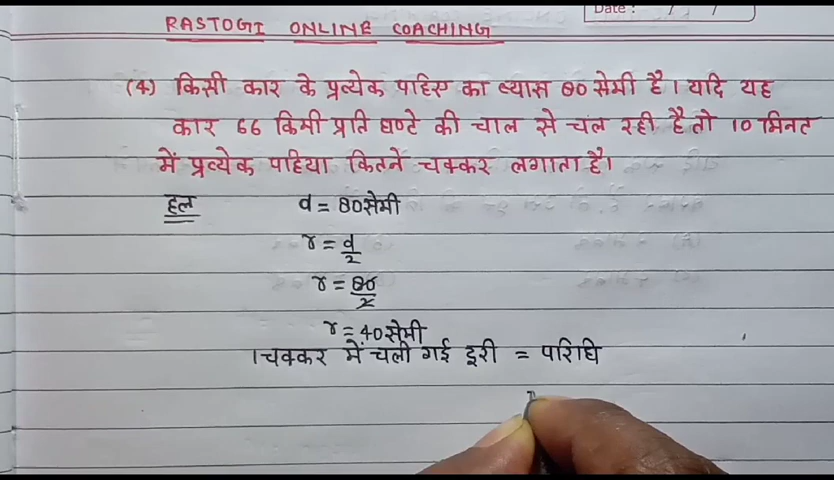 Date : / /
RASTOGI ONLINE COACHING
(4) किसी कार के प्रत्येक पहिए का व्यास 80 सेमी है। यदि यह
कार 66 किमी प्रति घण्टे की चाल से चल रही है तो 10 मिनट
में प्रत्येक पहिया कितने चक्कर लगाता है।
हल d = 80 सेमी
r = d/2
r = 80/2
r = 40 सेमी
1 चक्कर में चली गई दूरी = परिधि